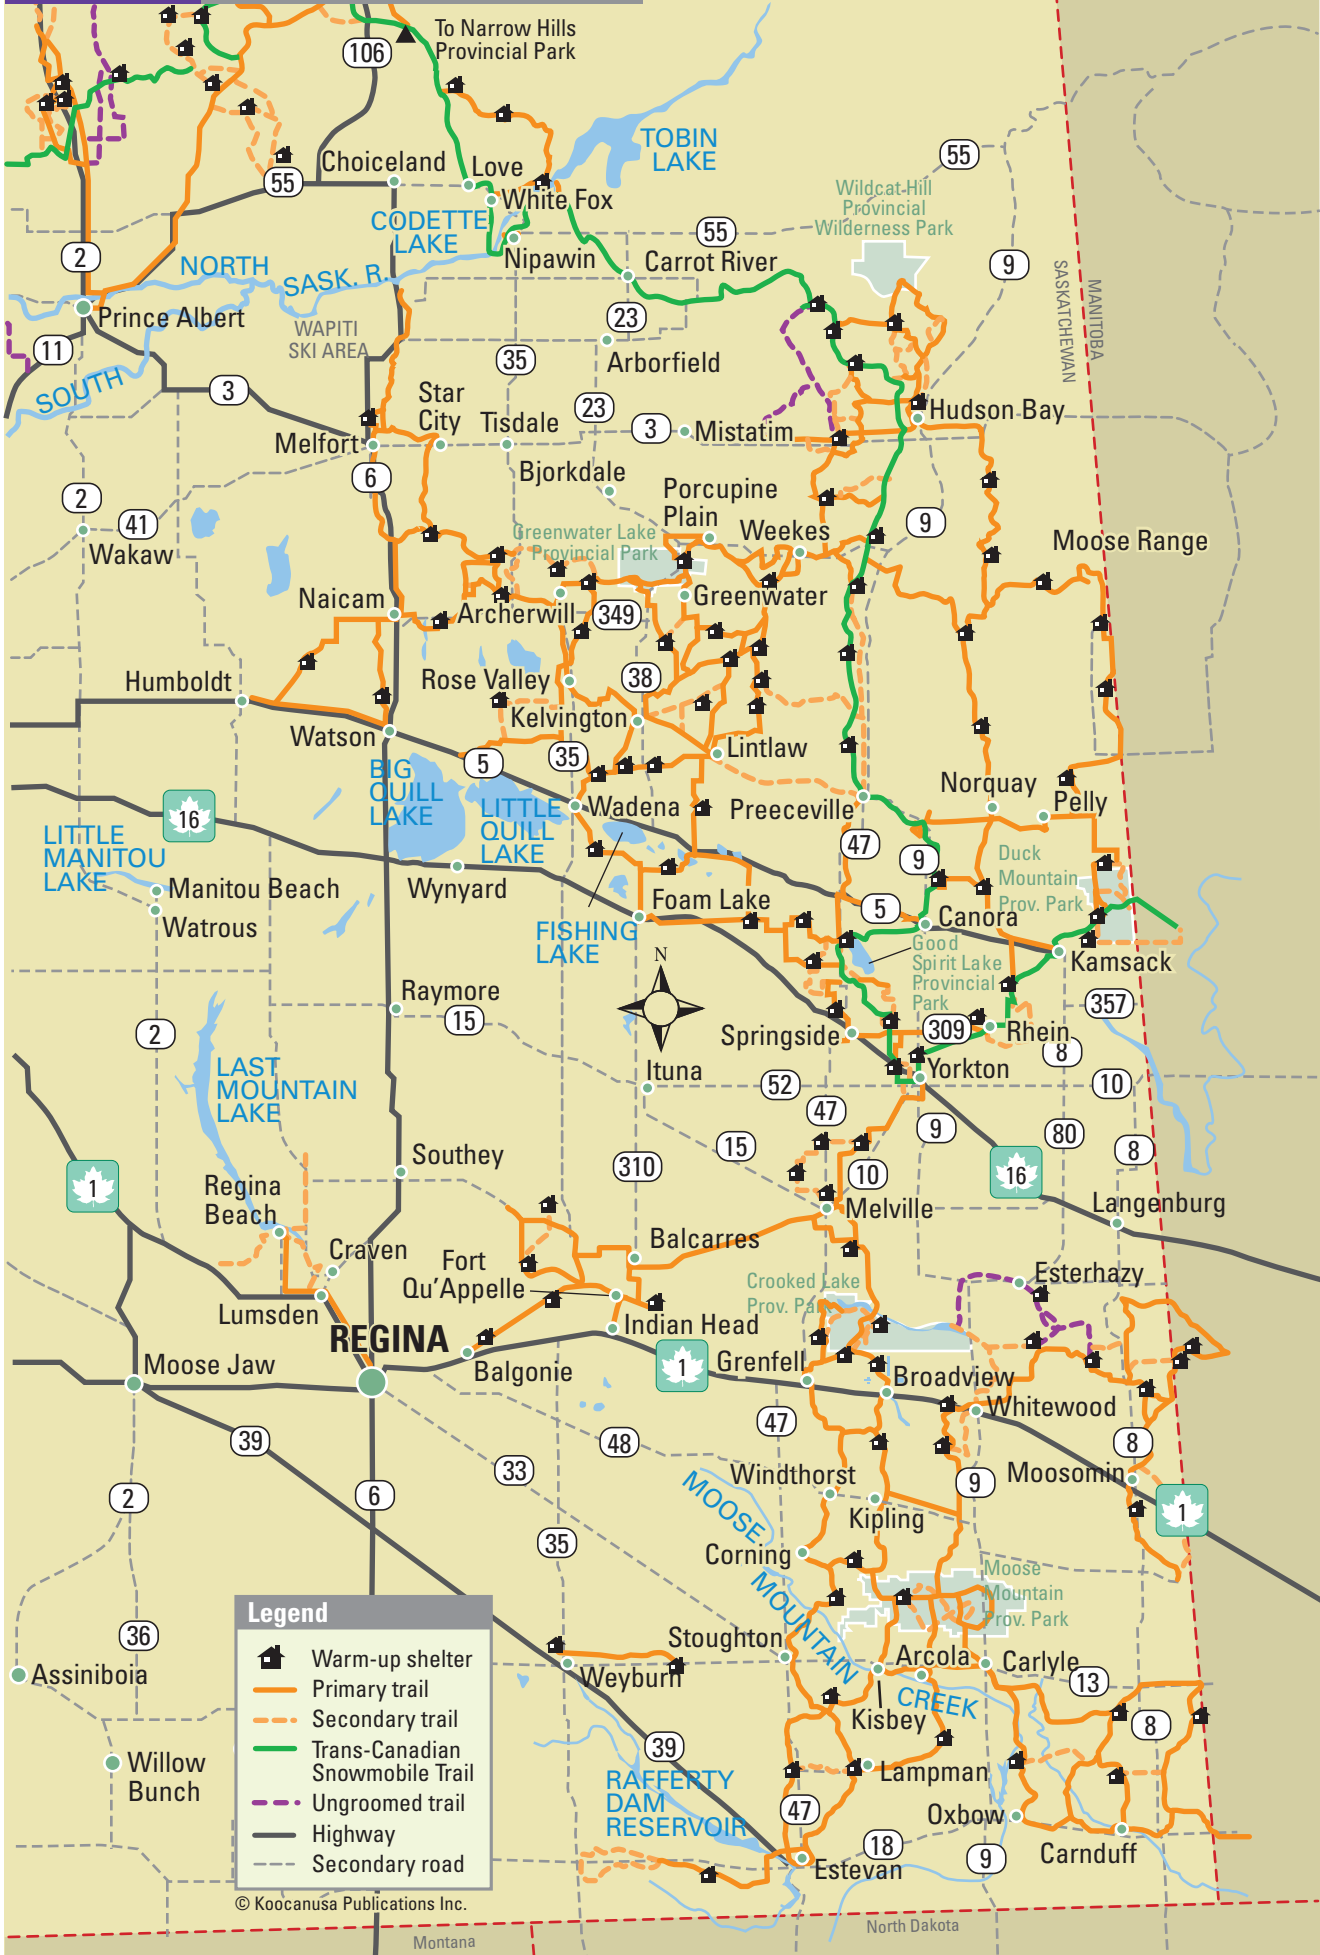 To Narrow Hills
Provincial Park
106
TOBIN
LAKE
Choiceland
Love
55
55
Wildcat Hill
Provincial
Wilderness Park
White Fox
CODETTE
LAKE
55
Nipawin
Carrot River
2
NORTH
SASK. R.
9
SASKATCHEWAN
MANITOBA
Prince Albert
WAPITI
SKI AREA
23
Arborfield
11
35
SOUTH
3
Star
City
23
Tisdale
3
Mistatim
Hudson Bay
Melfort
6
Bjorkdale
2
41
Wakaw
Porcupine
Plain
Weekes
9
Greenwater Lake
Provincial Park
Moose Range
Naicam
Archerwill
349
Greenwater
Humboldt
Rose Valley
38
Kelvington
Watson
5
35
Lintlaw
BIG
QUILL
LAKE
LITTLE
QUILL
LAKE
Wadena
Preeceville
Norquay
Pelly
16
LITTLE
MANITOU
LAKE
47
9
Duck
Mountain
Prov. Park
Manitou Beach
Watrous
Wynyard
Foam Lake
5
Canora
FISHING
LAKE
Good
Spirit Lake
Provincial
Park
Kamsack
N
Raymore
15
2
357
Springside
309
Rhein
8
LAST
MOUNTAIN
LAKE
Ituna
52
Yorkton
10
47
9
80
15
8
1
Southey
310
10
16
Regina
Beach
Melville
Langenburg
Craven
Balcarres
Fort
Qu'Appelle
Crooked Lake
Prov. Park
Esterhazy
Lumsden
REGINA
Indian Head
1
Grenfell
Moose Jaw
Balgonie
Broadview
Whitewood
39
48
47
8
33
Windthorst
9
Moosomin
2
6
MOOSE
Kipling
1
35
Corning
MOUNTAIN
Moose
Mountain
Prov. Park
Legend
36
Stoughton
Arcola
Carlyle
Warm-up shelter
Assiniboia
Weyburn
13
Primary trail
CREEK
Secondary trail
Kisbey
8
Trans-Canadian
Snowmobile Trail
39
Willow
Bunch
RAFFERTY
DAM
RESERVOIR
Lampman
Ungroomed trail
47
Oxbow
Highway
18
Carnduff
Secondary road
Estevan
9
© Koocanusa Publications Inc.
Montana
North Dakota